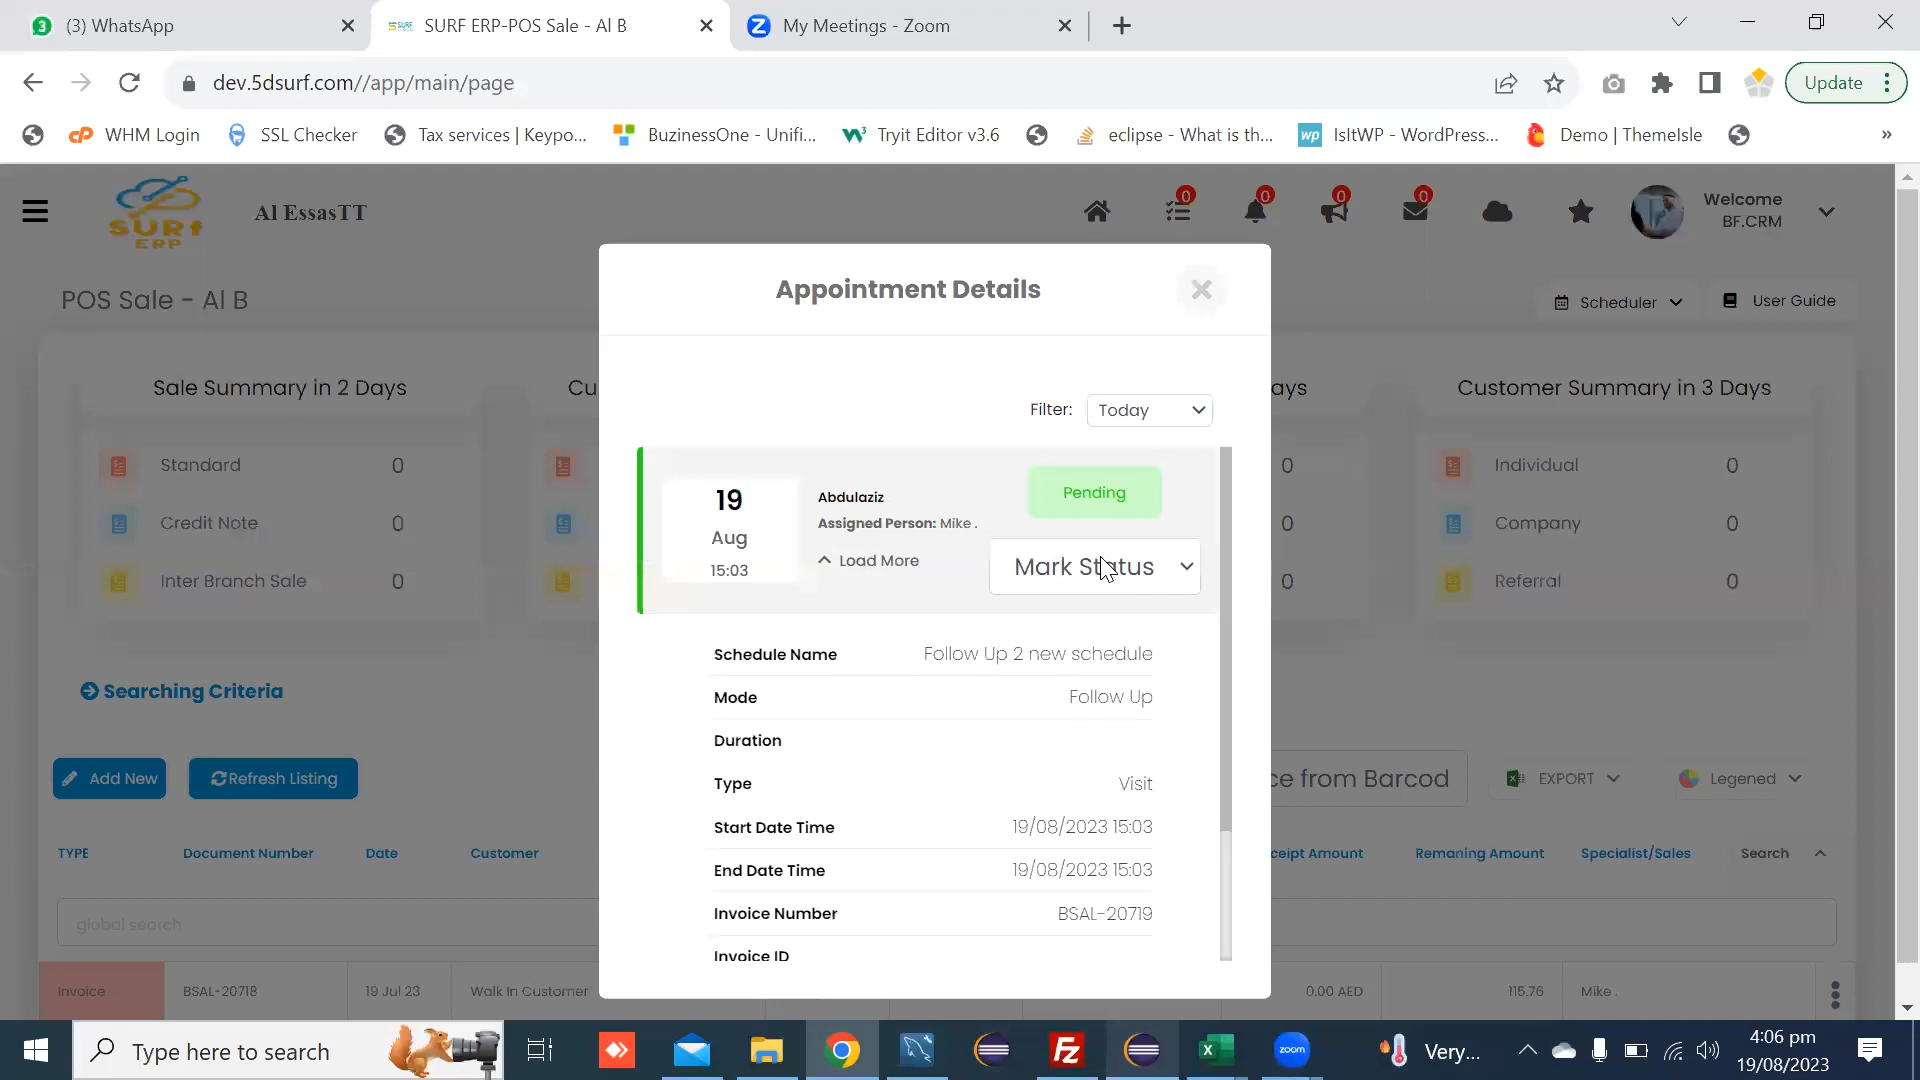 (3) WhatsApp
SURF ERP-POS Sale - Al B
My Meetings - Zoom
dev.5dsurf.com//app/main/page
Update
WHM Login
SSL Checker
Tax services | Keypo...
BuzinessOne - Unifi...
Tryit Editor v3.6
eclipse - What is th...
IsItWP - WordPress...
Demo | ThemeIsle
»
SURF
ERP
Al EssasTT
0
0
0
0
Welcome
BF.CRM
POS Sale - Al B
Scheduler
User Guide
Appointment Details
Sale Summary in 2 Days
Cu
ays
Customer Summary in 3 Days
Filter: Today
Standard 0
Credit Note 0
Inter Branch Sale 0
0
0
0
Individual 0
Company 0
Referral 0
19
Aug
15:03
Abdulaziz
Assigned Person: Mike .
Load More
Pending
Mark Status
Schedule Name Follow Up 2 new schedule
Mode Follow Up
Duration
Type Visit
Start Date Time 19/08/2023 15:03
End Date Time 19/08/2023 15:03
Invoice Number BSAL-20719
Invoice ID
Searching Criteria
Add New
Refresh Listing
ce from Barcod
EXPORT
Legened
TYPE Document Number Date Customer ceipt Amount Remaning Amount Specialist/Sales Search
global search
Invoice BSAL-20718 19 Jul 23 Walk In Customer 0.00 AED 115.76 Mike .
Type here to search
zoom
Very...
4:06 pm
19/08/2023